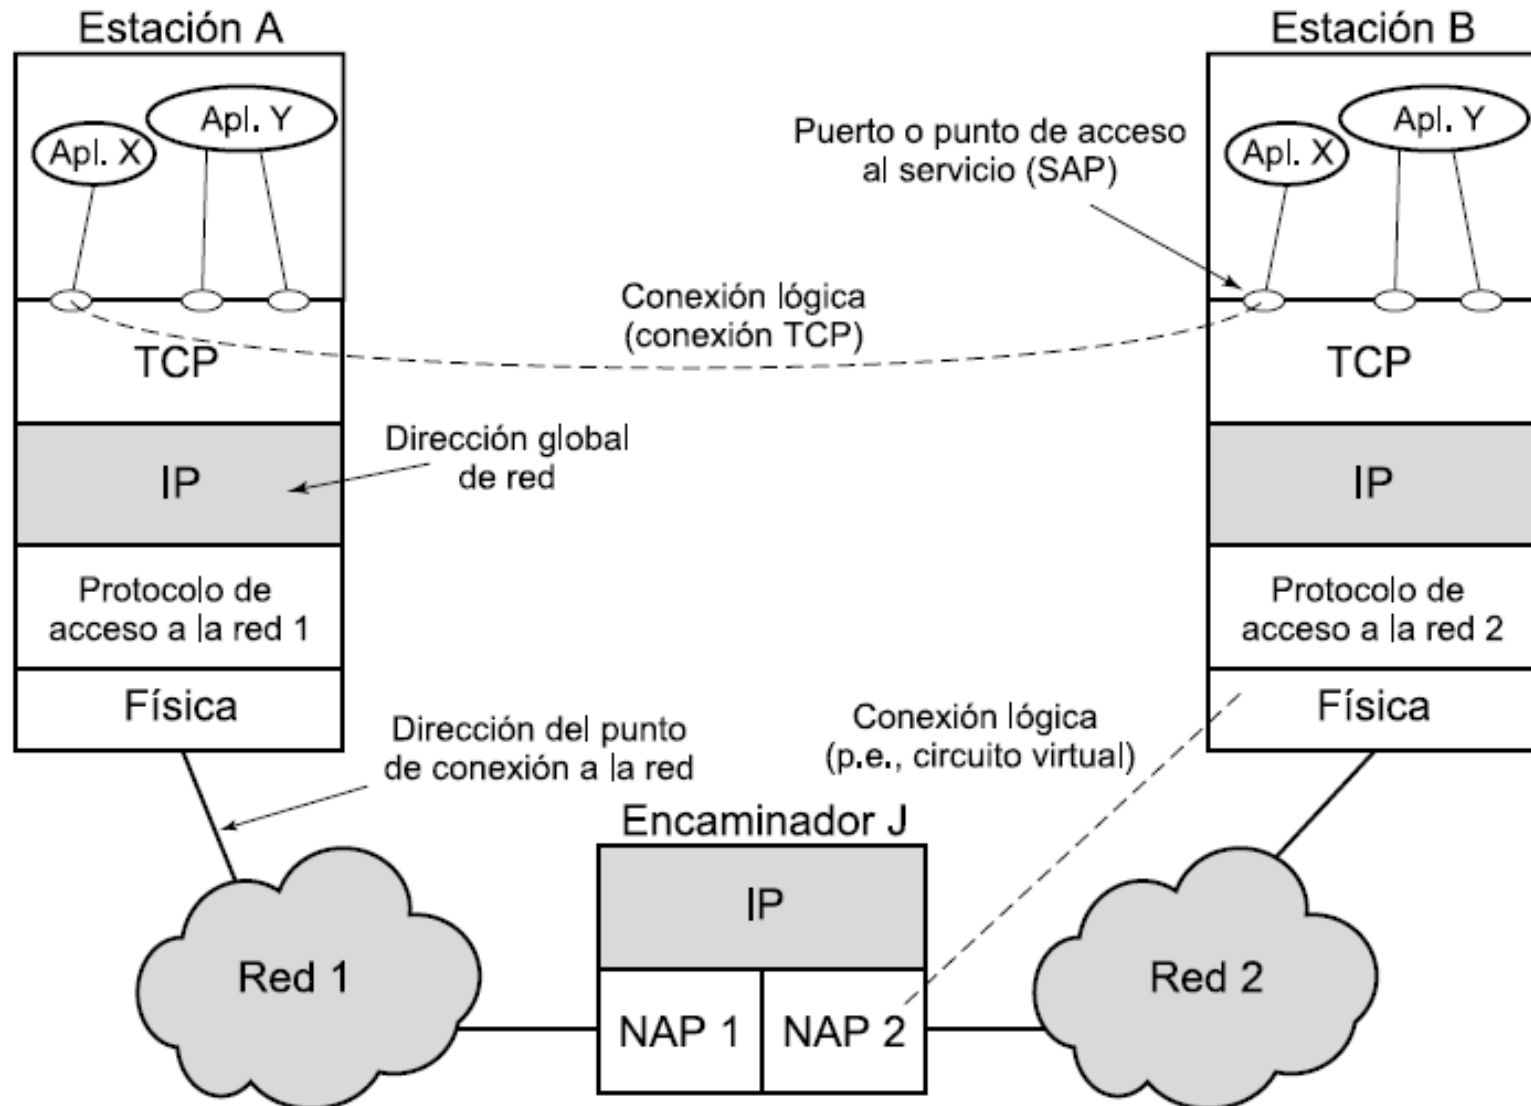 Estación A
Estación B
Apl. X
Apl. Y
Puerto o punto de acceso
al servicio (SAP)
Apl. X
Apl. Y
Conexión lógica
(conexión TCP)
TCP
TCP
Dirección global
de red
IP
IP
Protocolo de
acceso a la red 1
Protocolo de
acceso a la red 2
Física
Física
Dirección del punto
de conexión a la red
Conexión lógica
(p.e., circuito virtual)
Encaminador J
IP
Red 1
NAP 1
NAP 2
Red 2